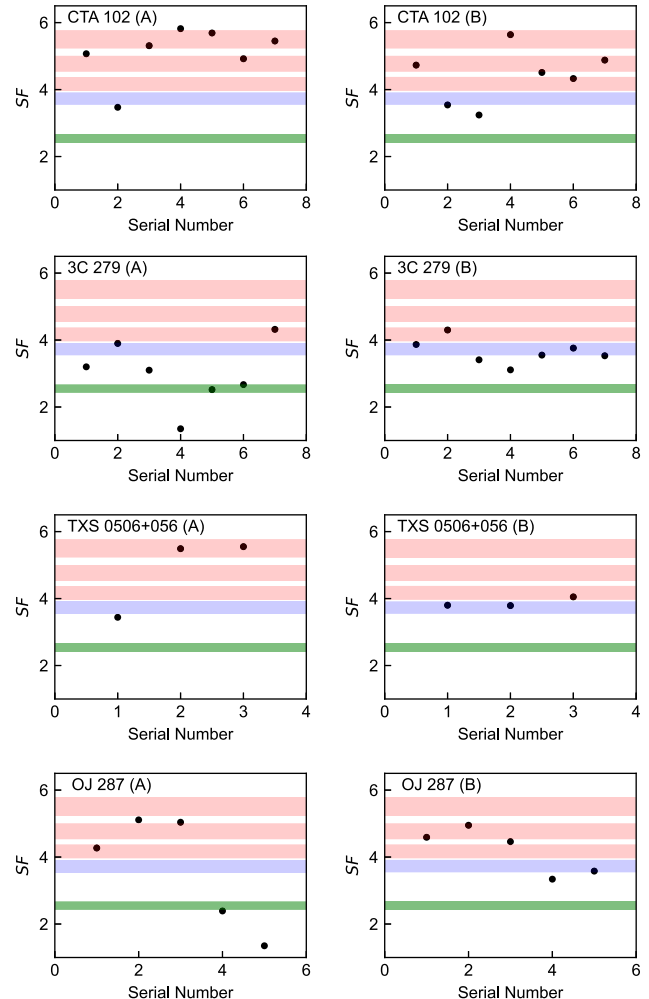 CTA 102 (A)
SF
6
4
2
0 2 4 6 8
Serial Number
CTA 102 (B)
6
4
2
0 2 4 6 8
Serial Number
3C 279 (A)
SF
6
4
2
0 2 4 6 8
Serial Number
3C 279 (B)
SF
6
4
2
0 2 4 6 8
Serial Number
TXS 0506+056 (A)
SF
6
4
2
0 1 2 3 4
Serial Number
TXS 0506+056 (B)
6
4
2
0 1 2 3 4
Serial Number
OJ 287 (A)
SF
6
4
2
0 2 4 6
Serial Number
OJ 287 (B)
SF
6
4
2
0 2 4 6
Serial Number